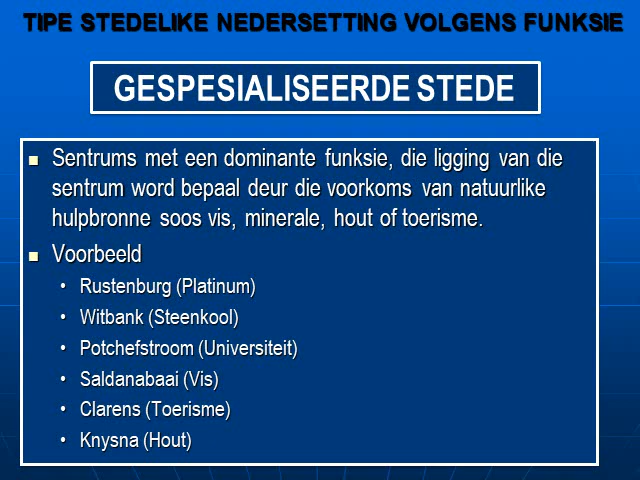 TIPE STEDELIKE NEDERSETTING VOLGENS FUNKSIE
GESPESIALISEERDE STEDE
Sentrums met een dominante funksie, die ligging van die
sentrum word bepaal deur die voorkoms van natuurlike
hulpbronne soos vis, minerale, hout of toerisme.
Voorbeeld
• Rustenburg (Platinum)
• Witbank (Steenkool)
• Potchefstroom (Universiteit)
• Saldanabaai (Vis)
• Clarens (Toerisme)
• Knysna (Hout)